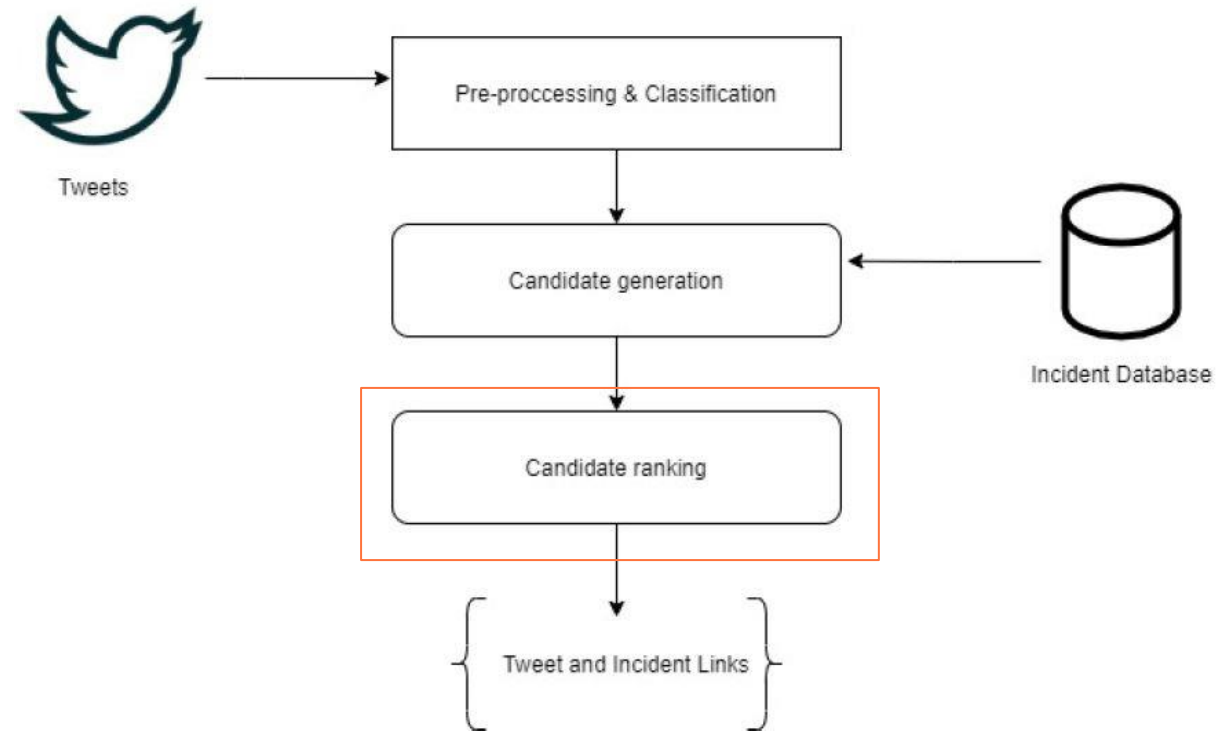 Pre-proccessing & Classification
Tweets
Candidate generation
Incident Database
Candidate ranking
Tweet and Incident Links